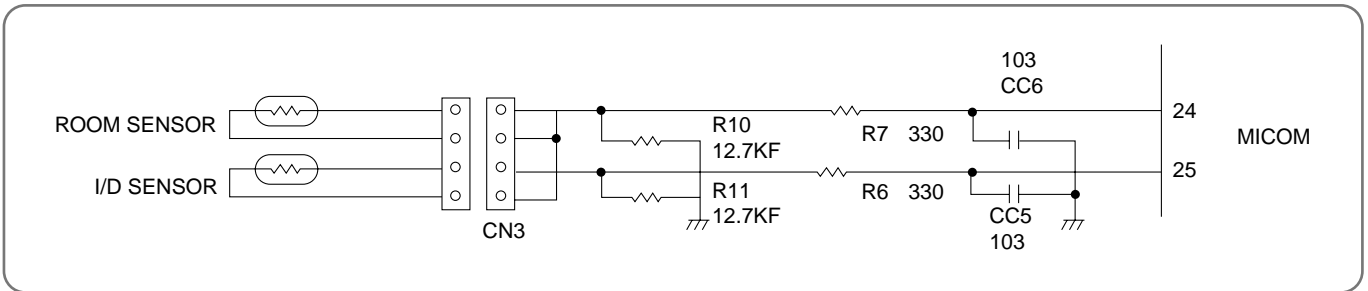 ROOM SENSOR
I/D SENSOR
CN3
R10
12.7KF
R11
12.7KF
R7 330
R6 330
103
CC6
CC5
103
24
25
MICOM